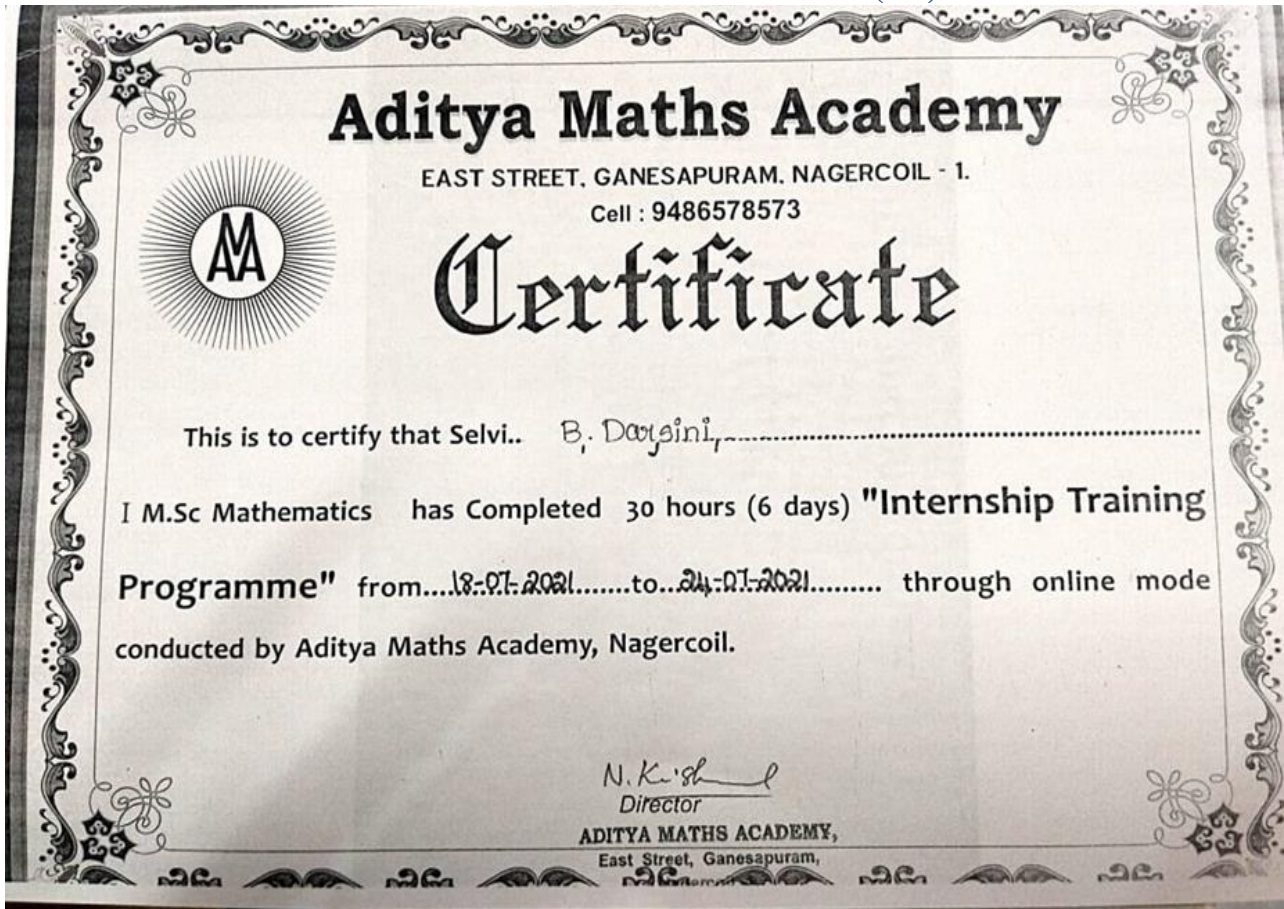 Aditya Maths Academy
EAST STREET, GANESAPURAM. NAGERCOIL - 1.
Cell : 9486578573
MAA
Certificate
This is to certify that Selvi.. B. Darsini,
I M.Sc Mathematics has Completed 30 hours (6 days) "Internship Training
Programme" from....18-07-2021.......to...24-07-2021......... through online mode
conducted by Aditya Maths Academy, Nagercoil.
Director
ADITYA MATHS ACADEMY,
East Street, Ganesapuram,